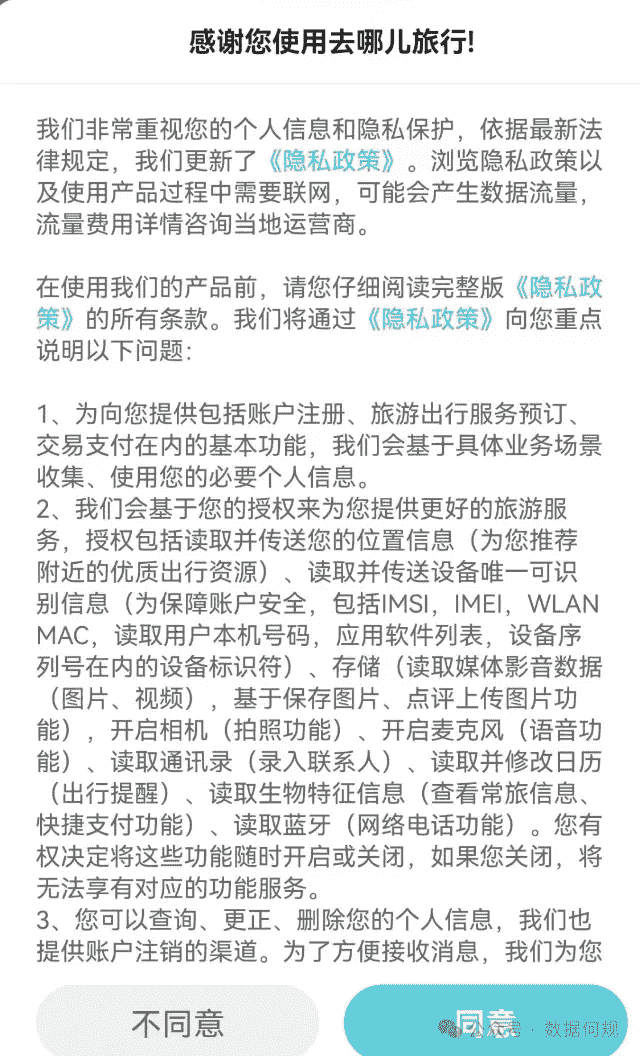 感谢您使用去哪儿旅行!
我们非常重视您的个人信息和隐私保护，依据最新法
律规定，我们更新了《隐私政策》。浏览隐私政策以
及使用产品过程中需要联网，可能会产生数据流量，
流量费用详情咨询当地运营商。
在使用我们的产品前，请您仔细阅读完整版《隐私政
策》的所有条款。我们将通过《隐私政策》向您重点
说明以下问题：
1、为向您提供包括账户注册、旅游出行服务预订、
交易支付在内的基本功能，我们会基于具体业务场景
收集、使用您的必要个人信息。
2、我们会基于您的授权来为您提供更好的旅游服
务，授权包括读取并传送您的位置信息（为您推荐
附近的优质出行资源）、读取并传送设备唯一可识
别信息（为保障账户安全，包括IMSI，IMEI，WLAN
MAC，读取用户本机号码，应用软件列表，设备序
列号在内的设备标识符）、存储（读取媒体影音数据
（图片、视频），基于保存图片、点评上传图片功
能），开启相机（拍照功能）、开启麦克风（语音功
能）、读取通讯录（录入联系人）、读取并修改日历
（出行提醒）、读取生物特征信息（查看常旅信息、
快捷支付功能）、读取蓝牙（网络电话功能）。您有
权决定将这些功能随时开启或关闭，如果您关闭，将
无法享有对应的功能服务。
3、您可以查询、更正、删除您的个人信息，我们也
提供账户注销的渠道。为了方便接收消息，我们为您
不同意
同意
公众号 · 数据何规